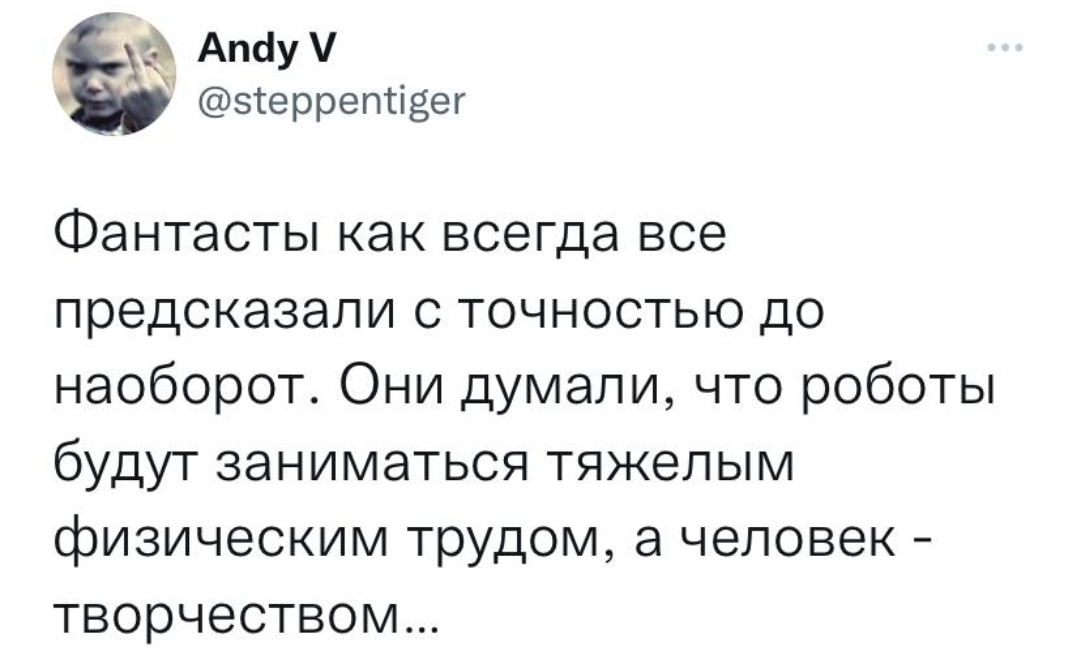 Andy V
@steppentiger
Фантасты как всегда все
предсказали с точностью до
наоборот. Они думали, что роботы
будут заниматься тяжелым
физическим трудом, а человек -
творчеством...